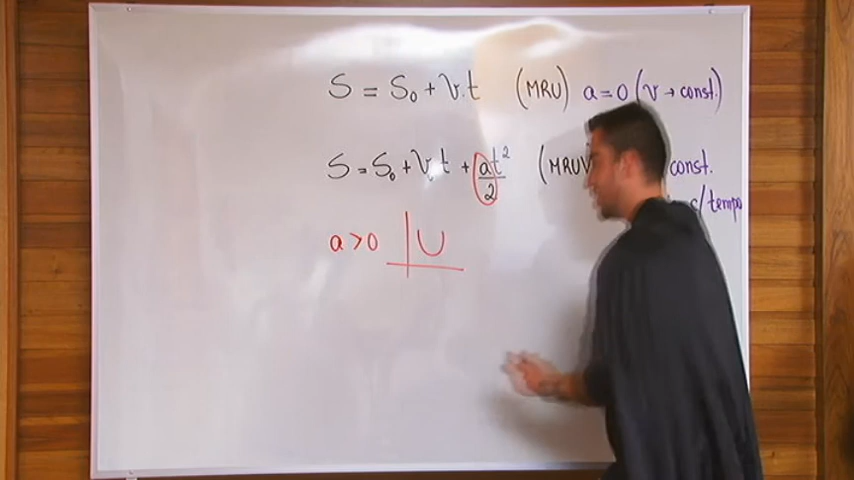 S = S₀ + v.t (MRU) a = 0 (v → const.)
S = S₀ + v₀t + at²/2 (MRUV) const.
c/tempo
a > 0